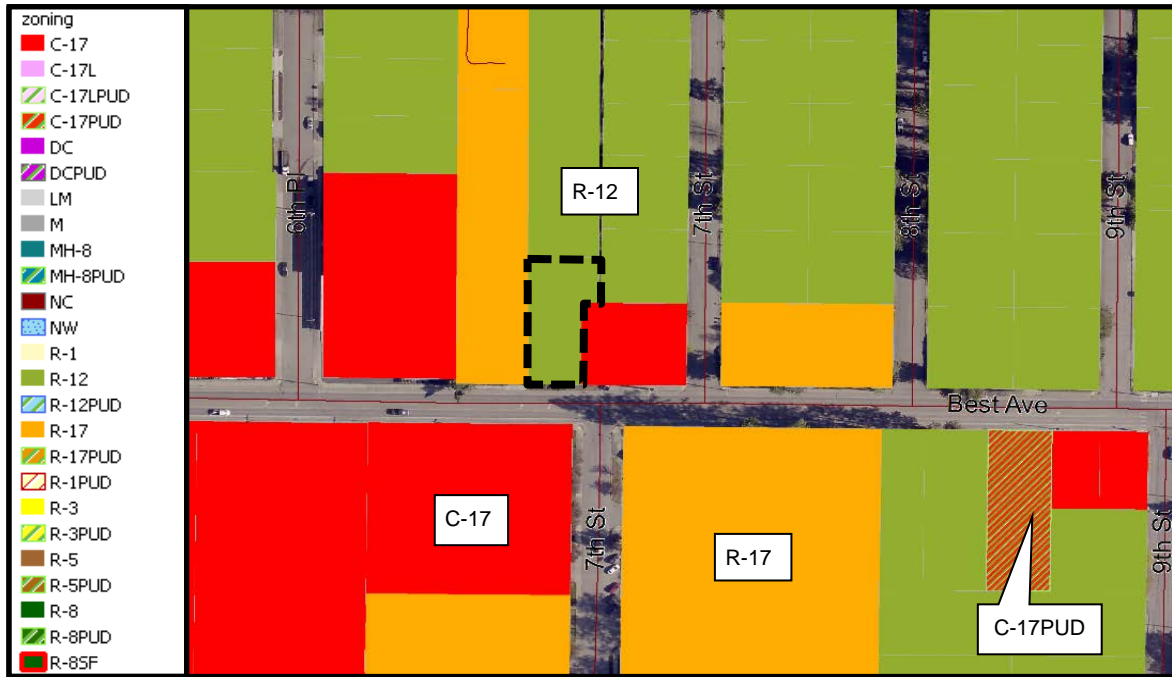 zoning
C-17
C-17L
C-17LPUD
C-17PUD
DC
DCPUD
LM
M
MH-8
MH-8PUD
NC
NW
R-1
R-12
R-12PUD
R-17
R-17PUD
R-1PUD
R-3
R-3PUD
R-5
R-5PUD
R-8
R-8PUD
R-8SF
6th Pl
R-12
7th St
8th St
9th St
Best Ave
C-17
7th St
R-17
9th St
C-17PUD